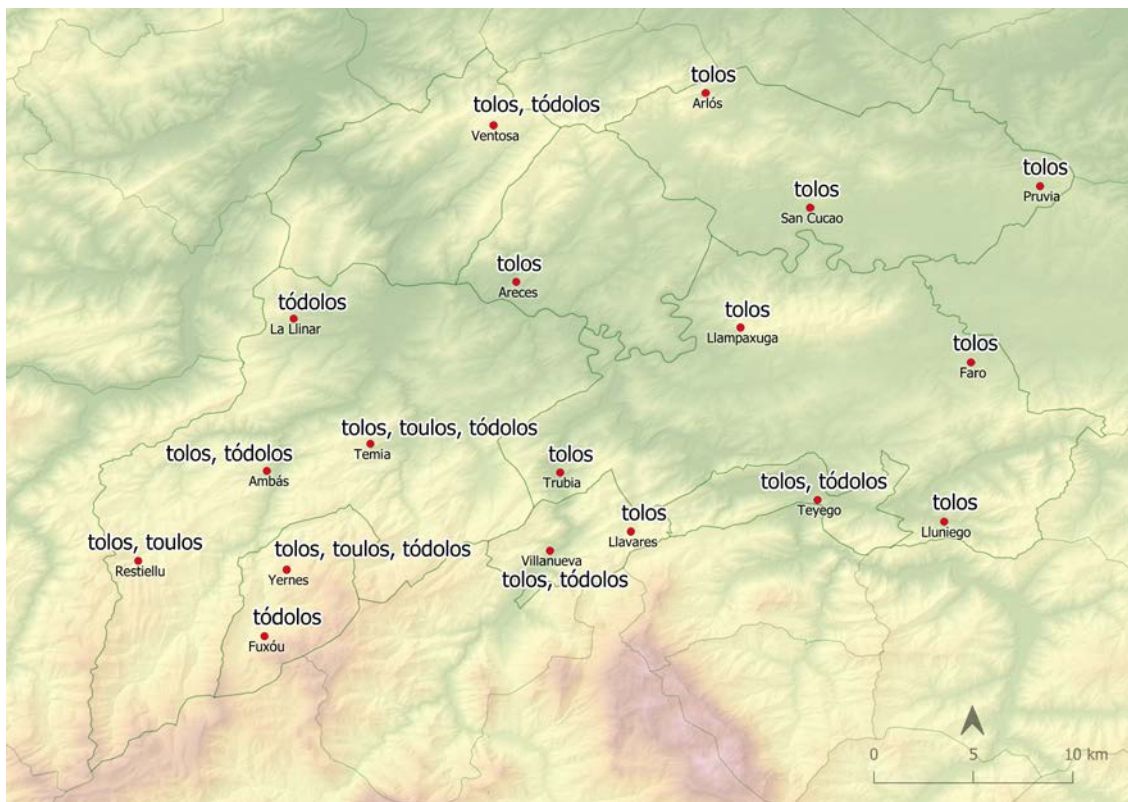 tolos
Arlós
tolos, tódolos
Ventosa
tolos
Pruvia
tolos
San Cucao
tolos
Areces
tódolos
La Llinar
tolos
Llampaxuga
tolos
Faro
tolos, toulos, tódolos
Temia
tolos, tódolos
Ambás
tolos
Trubia
tolos, tódolos
Teyego
tolos
Lluniego
tolos
Llavares
tolos, toulos
Restiellu
tolos, toulos, tódolos
Yernes
Villanueva
tolos, tódolos
tódolos
Fuxóu
0 5 10 km